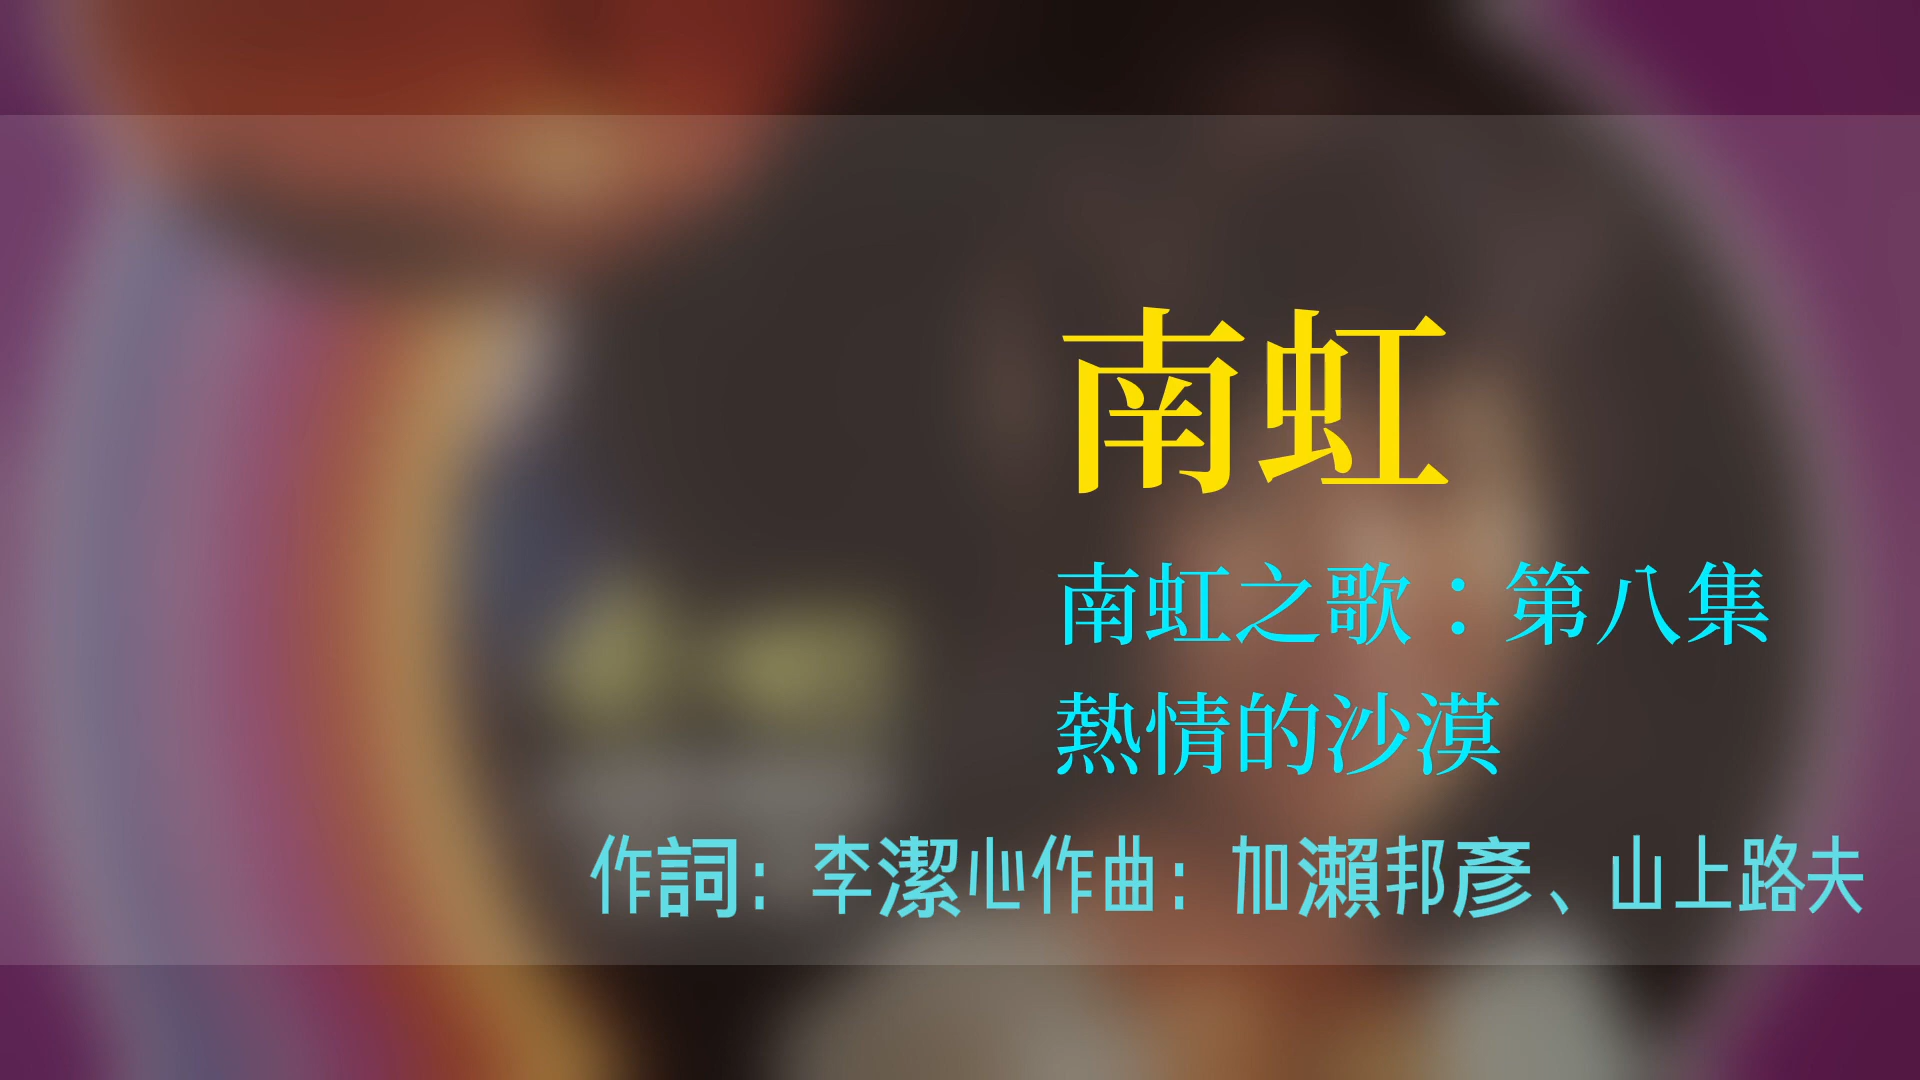 南虹
南虹之歌：第八集
熱情的沙漠
作詞：李潔心作曲：加瀨邦彥、山上路夫